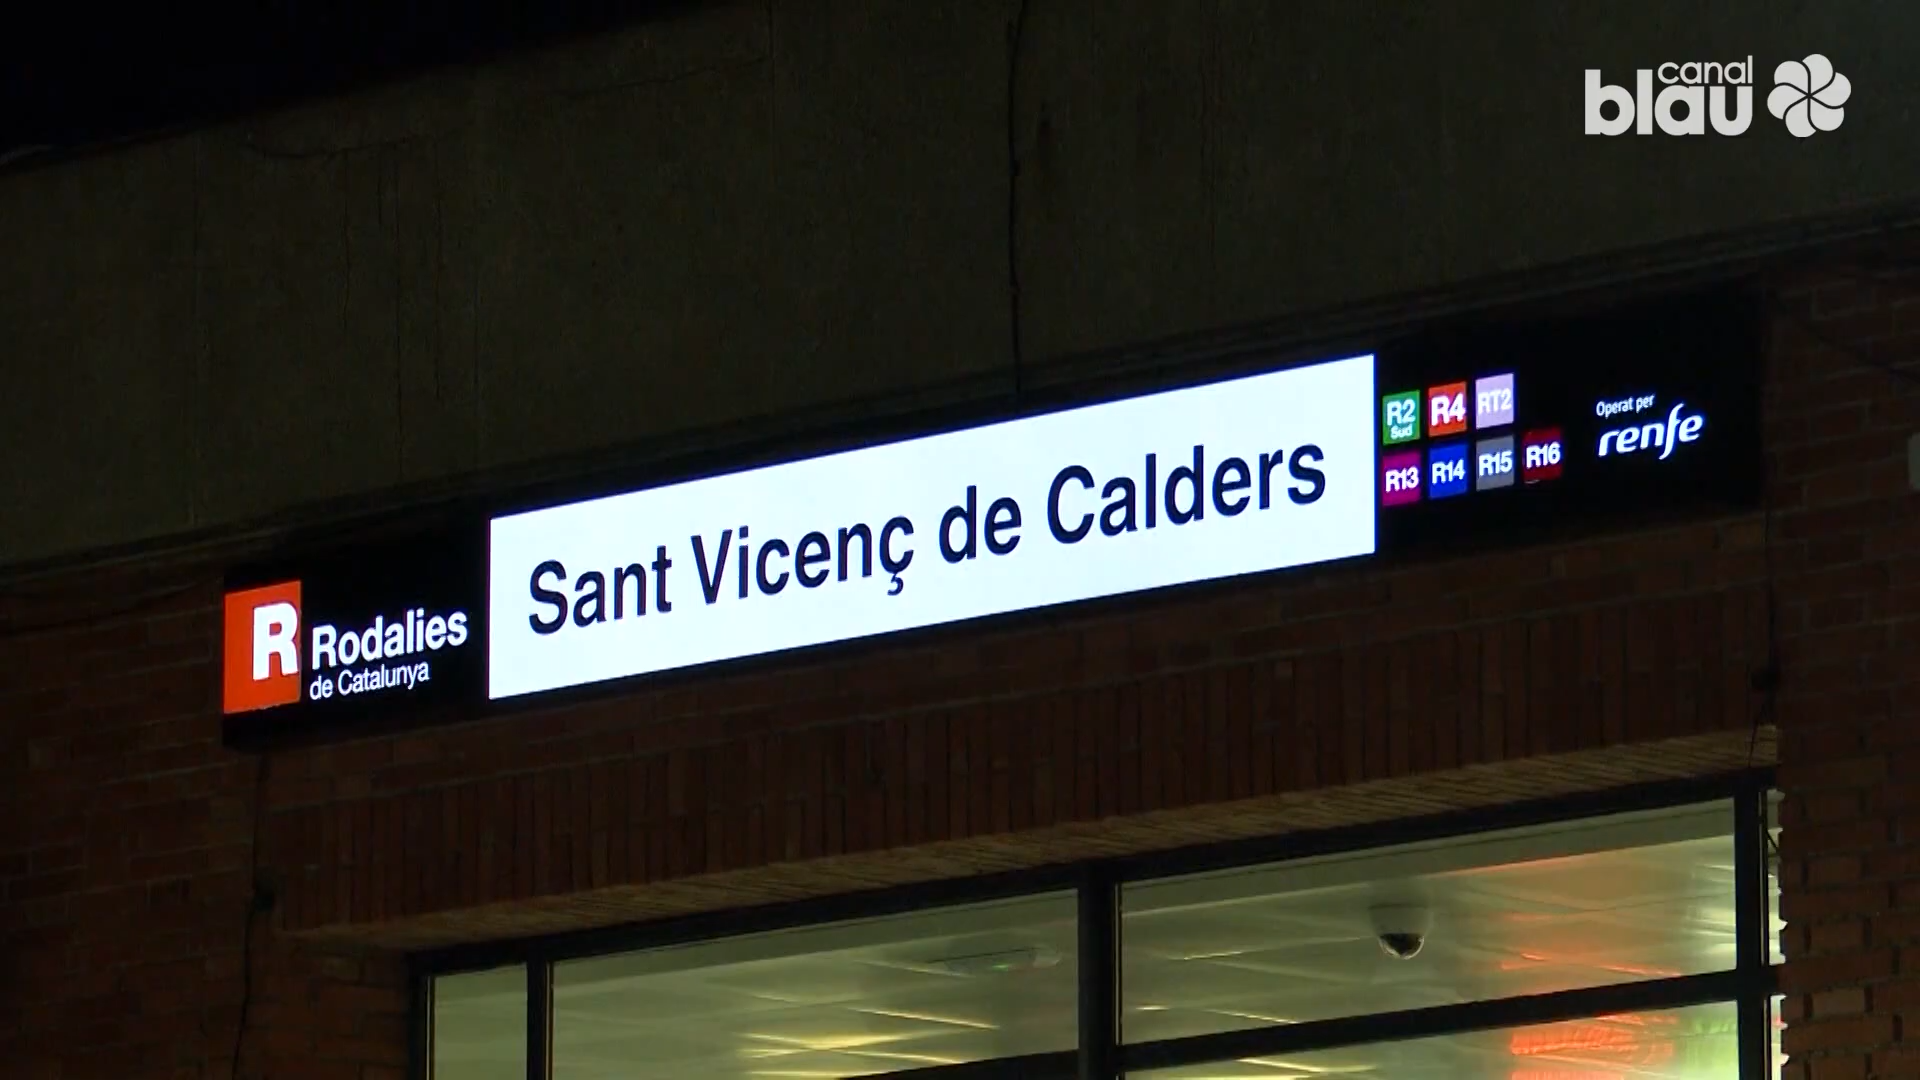 canal
blau
R Rodalies
de Catalunya
Sant Vicenç de Calders
R2 Sud R4 RT2
R13 R14 R15 R16
Operat per
renfe